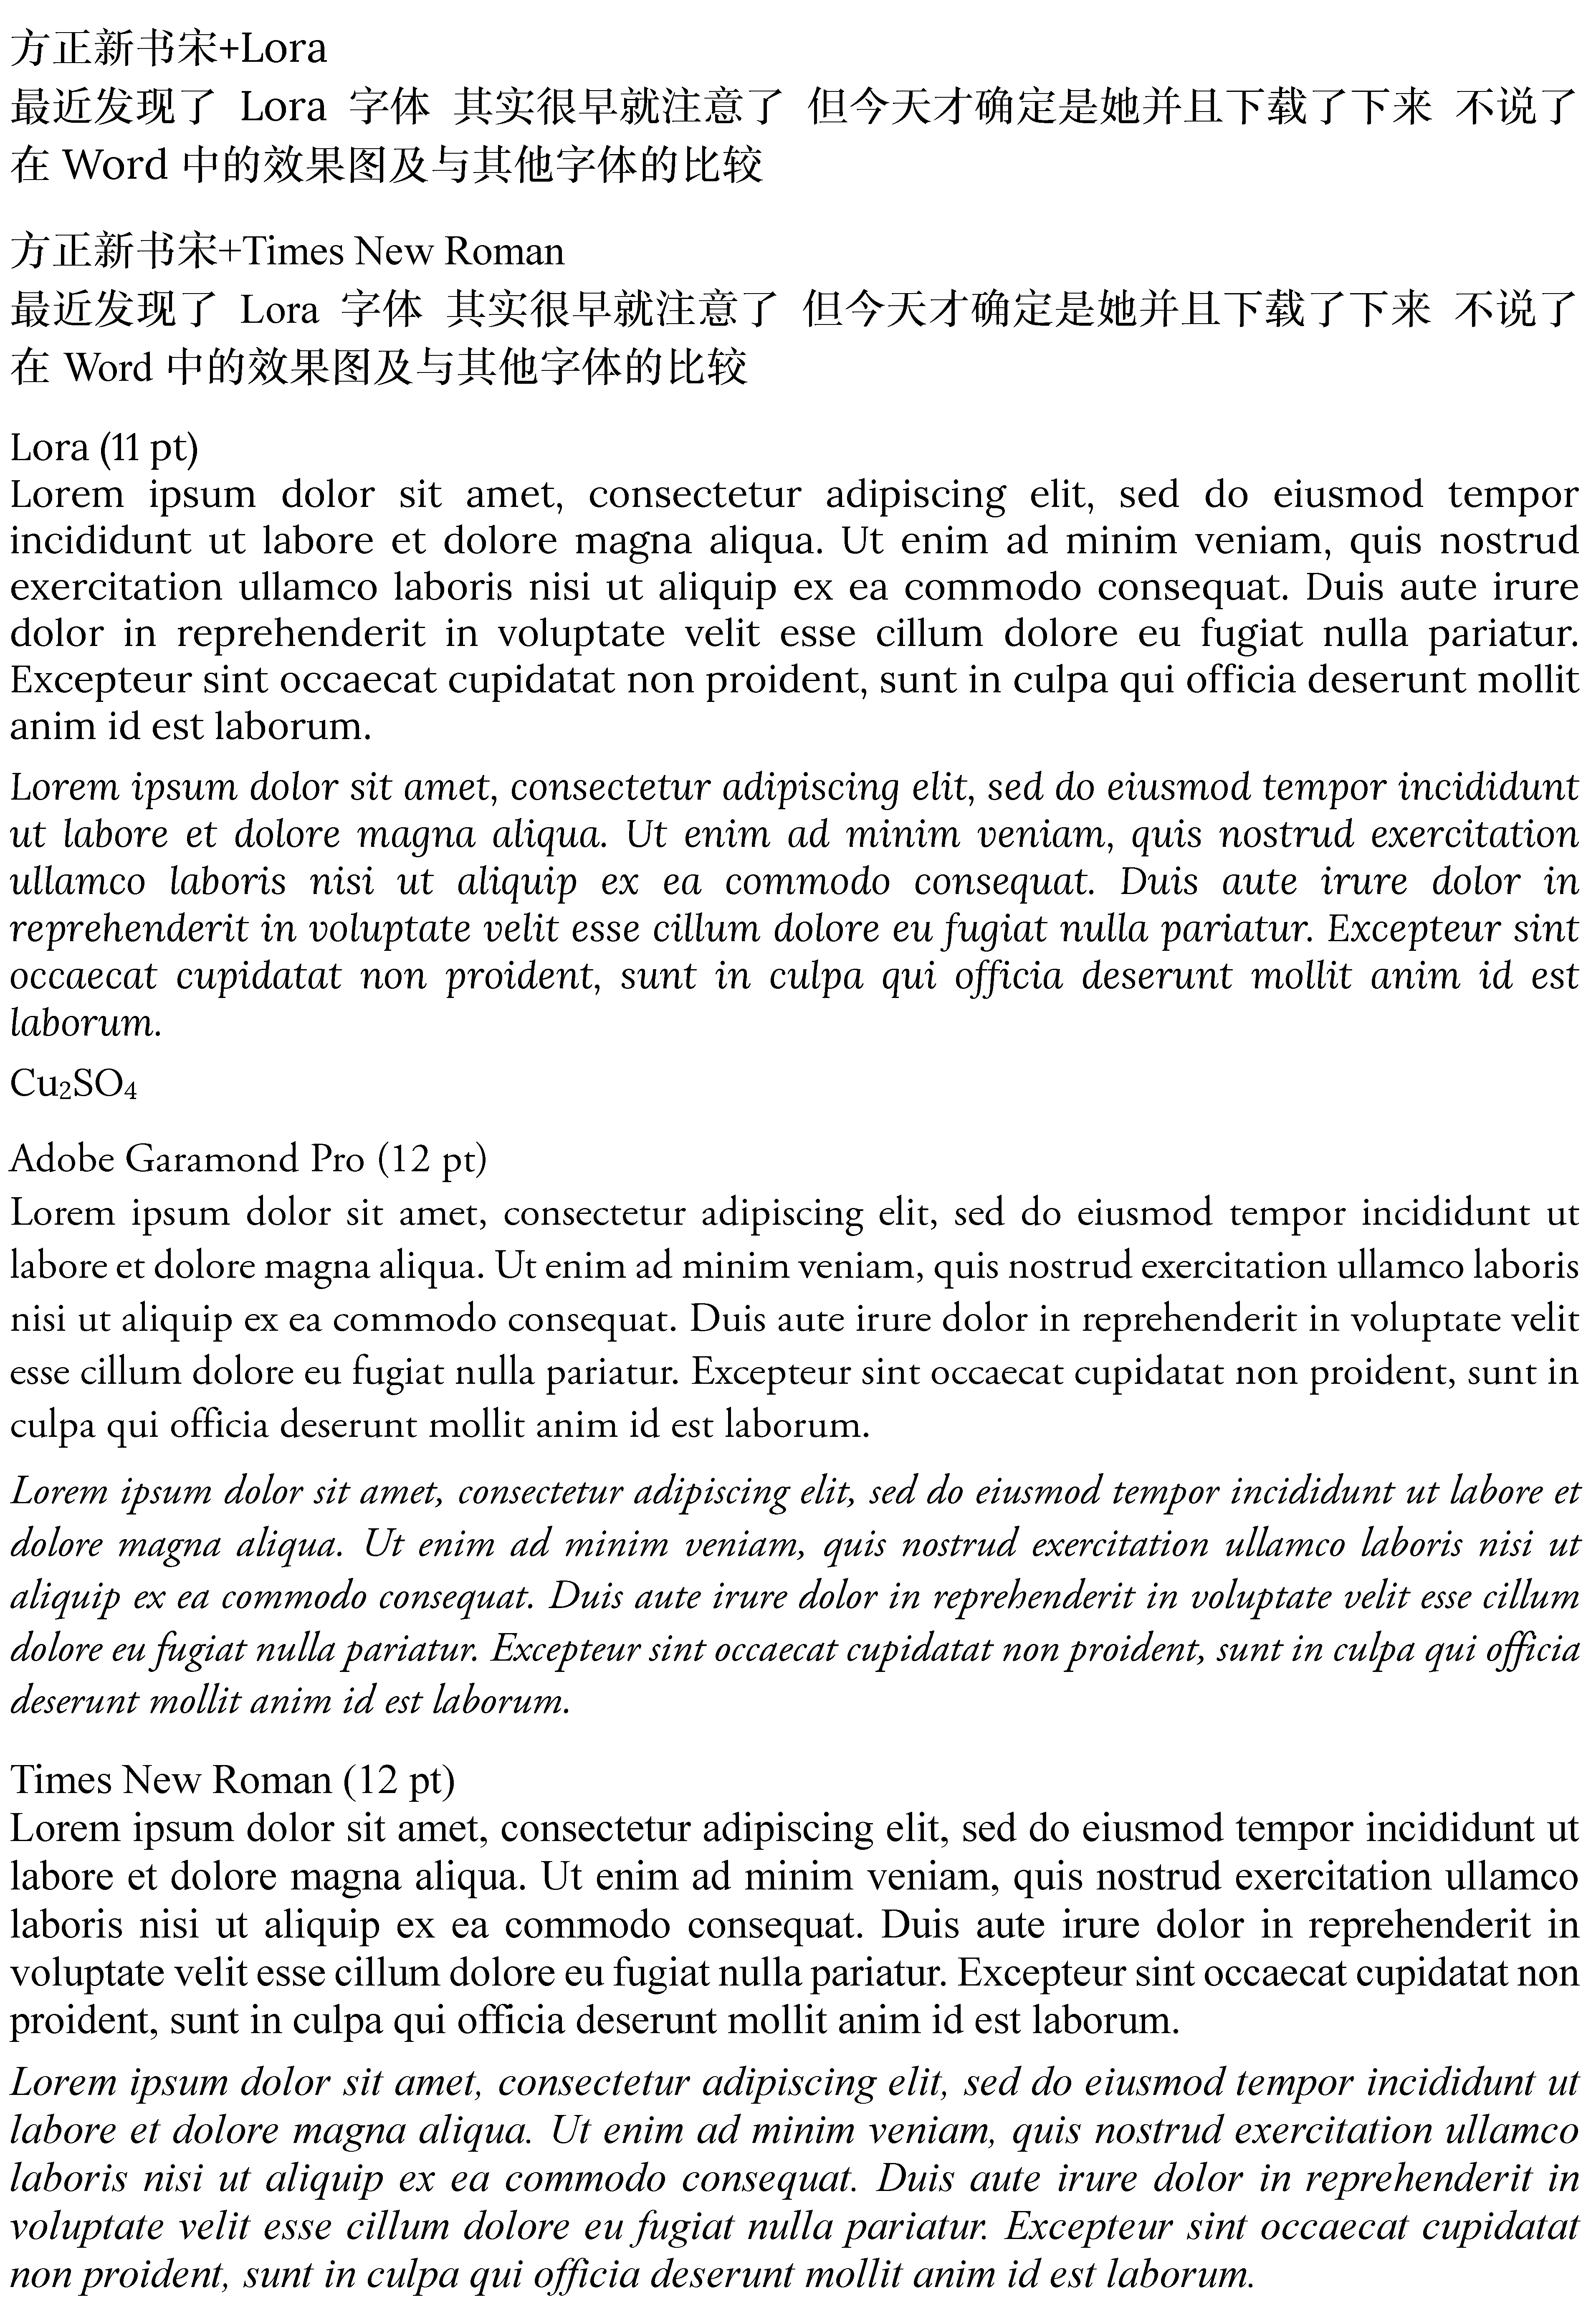 方正新书宋+Lora
最近发现了 Lora 字体 其实很早就注意了 但今天才确定是她并且下载了下来 不说了
在 Word 中的效果图及与其他字体的比较
方正新书宋+Times New Roman
最近发现了 Lora 字体 其实很早就注意了 但今天才确定是她并且下载了下来 不说了
在 Word 中的效果图及与其他字体的比较
Lora (11 pt)
Lorem ipsum dolor sit amet, consectetur adipiscing elit, sed do eiusmod tempor
incididunt ut labore et dolore magna aliqua. Ut enim ad minim veniam, quis nostrud
exercitation ullamco laboris nisi ut aliquip ex ea commodo consequat. Duis aute irure
dolor in reprehenderit in voluptate velit esse cillum dolore eu fugiat nulla pariatur.
Excepteur sint occaecat cupidatat non proident, sunt in culpa qui officia deserunt mollit
anim id est laborum.
Lorem ipsum dolor sit amet, consectetur adipiscing elit, sed do eiusmod tempor incididunt
ut labore et dolore magna aliqua. Ut enim ad minim veniam, quis nostrud exercitation
ullamco laboris nisi ut aliquip ex ea commodo consequat. Duis aute irure dolor in
reprehenderit in voluptate velit esse cillum dolore eu fugiat nulla pariatur. Excepteur sint
occaecat cupidatat non proident, sunt in culpa qui officia deserunt mollit anim id est
laborum.
Cu₂SO₄
Adobe Garamond Pro (12 pt)
Lorem ipsum dolor sit amet, consectetur adipiscing elit, sed do eiusmod tempor incididunt ut
labore et dolore magna aliqua. Ut enim ad minim veniam, quis nostrud exercitation ullamco laboris
nisi ut aliquip ex ea commodo consequat. Duis aute irure dolor in reprehenderit in voluptate velit
esse cillum dolore eu fugiat nulla pariatur. Excepteur sint occaecat cupidatat non proident, sunt in
culpa qui officia deserunt mollit anim id est laborum.
Lorem ipsum dolor sit amet, consectetur adipiscing elit, sed do eiusmod tempor incididunt ut labore et
dolore magna aliqua. Ut enim ad minim veniam, quis nostrud exercitation ullamco laboris nisi ut
aliquip ex ea commodo consequat. Duis aute irure dolor in reprehenderit in voluptate velit esse cillum
dolore eu fugiat nulla pariatur. Excepteur sint occaecat cupidatat non proident, sunt in culpa qui officia
deserunt mollit anim id est laborum.
Times New Roman (12 pt)
Lorem ipsum dolor sit amet, consectetur adipiscing elit, sed do eiusmod tempor incididunt ut
labore et dolore magna aliqua. Ut enim ad minim veniam, quis nostrud exercitation ullamco
laboris nisi ut aliquip ex ea commodo consequat. Duis aute irure dolor in reprehenderit in
voluptate velit esse cillum dolore eu fugiat nulla pariatur. Excepteur sint occaecat cupidatat non
proident, sunt in culpa qui officia deserunt mollit anim id est laborum.
Lorem ipsum dolor sit amet, consectetur adipiscing elit, sed do eiusmod tempor incididunt ut
labore et dolore magna aliqua. Ut enim ad minim veniam, quis nostrud exercitation ullamco
laboris nisi ut aliquip ex ea commodo consequat. Duis aute irure dolor in reprehenderit in
voluptate velit esse cillum dolore eu fugiat nulla pariatur. Excepteur sint occaecat cupidatat
non proident, sunt in culpa qui officia deserunt mollit anim id est laborum.